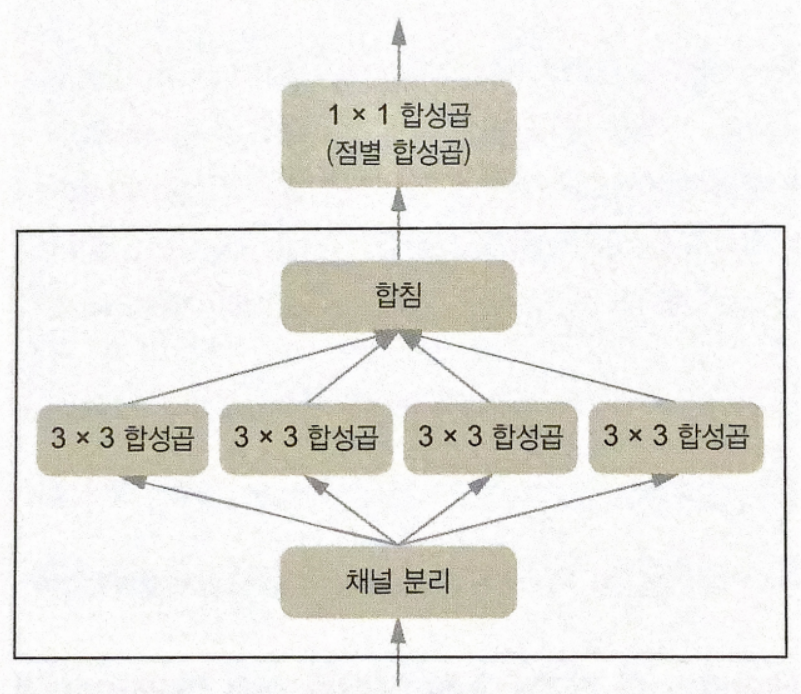 1 × 1 합성곱
(점별 합성곱)
합침
3 × 3 합성곱
3 × 3 합성곱
3 × 3 합성곱
3 × 3 합성곱
채널 분리